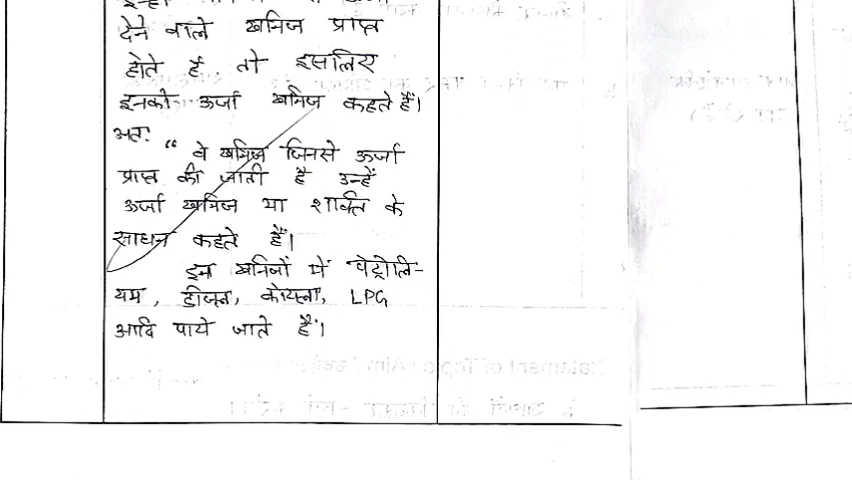 देने वाले खनिज प्राप्त
होते हैं, तो इसलिए
इनको ऊर्जा खनिज कहते हैं।
अतः
" वे खनिज जिनसे ऊर्जा
प्राप्त की जाती है उन्हें
ऊर्जा खनिज या शक्ति के
साधन कहते हैं।
इन खनिजों में पेट्रोलि-
यम, डीजल, कोयला, LPG
आदि पाये जाते हैं।